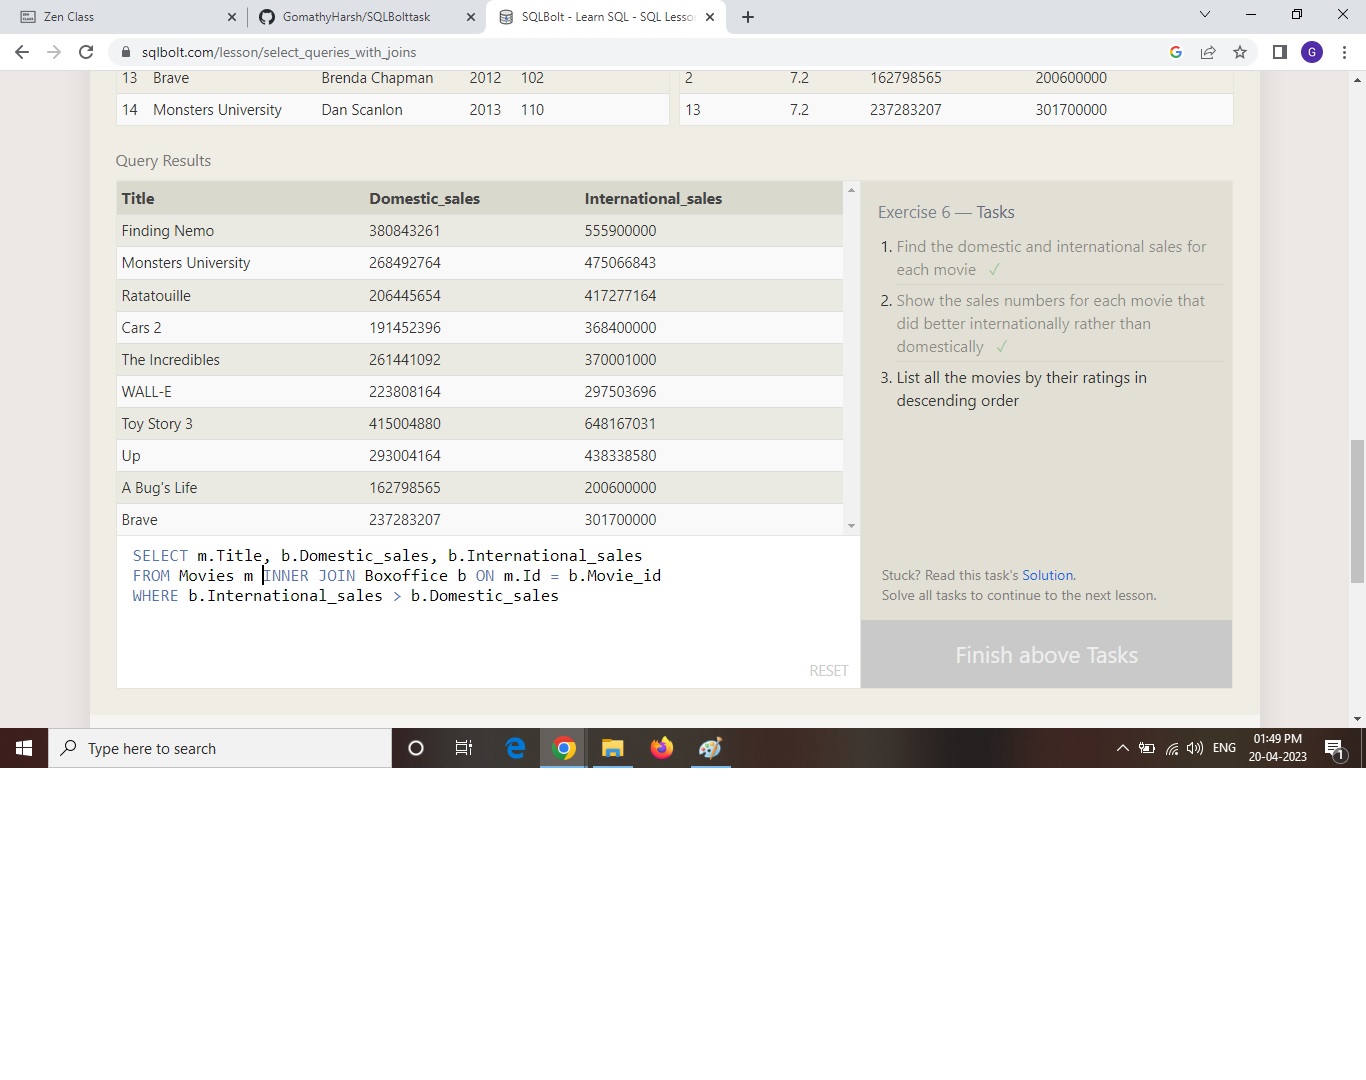 Zen Class
GomathyHarsh/SQLBolttask
SQLBolt - Learn SQL - SQL Lesso
sqlbolt.com/lesson/select_queries_with_joins
G
13 Brave Brenda Chapman 2012 102 2 7.2 162798565 200600000
14 Monsters University Dan Scanlon 2013 110 13 7.2 237283207 301700000
Query Results
Title Domestic_sales International_sales
Finding Nemo 380843261 555900000
Monsters University 268492764 475066843
Ratatouille 206445654 417277164
Cars 2 191452396 368400000
The Incredibles 261441092 370001000
WALL-E 223808164 297503696
Toy Story 3 415004880 648167031
Up 293004164 438338580
A Bug's Life 162798565 200600000
Brave 237283207 301700000
SELECT m.Title, b.Domestic_sales, b.International_sales
FROM Movies m INNER JOIN Boxoffice b ON m.Id = b.Movie_id
WHERE b.International_sales > b.Domestic_sales
RESET
Exercise 6 — Tasks
1. Find the domestic and international sales for
each movie ✓
2. Show the sales numbers for each movie that
did better internationally rather than
domestically ✓
3. List all the movies by their ratings in
descending order
Stuck? Read this task's Solution.
Solve all tasks to continue to the next lesson.
Finish above Tasks
Type here to search
ENG
01:49 PM
20-04-2023
1